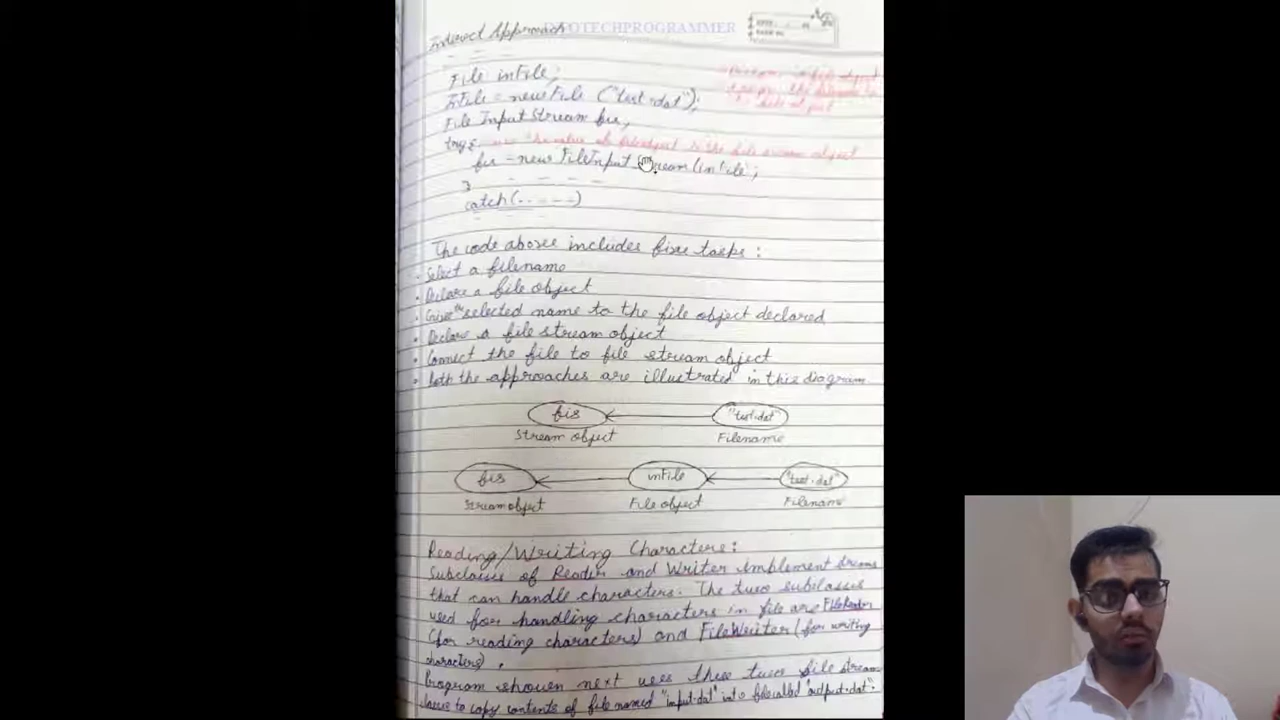 Indirect Approach
INFOTECHPROGRAMMER
File infile;
Infile = new File ("test.dat");
File InputStream fis;
try {
fis = new FileInput Stream (infile;
}
catch (-----)
The code above includes five tasks:
• Select a filename
• Declare a file object
• Give the selected name to the file object declared
• Declare a file stream object
• Connect the file to file stream object
• Both the approaches are illustrated in this diagram
fis "test.dat"
Stream object Filename
fis infile "test.dat"
Stream object File object Filename
Reading/Writing Characters:
Subclasses of Reader and Writer implement streams
that can handle characters. The two subclasses
used for handling characters in file are FileReader
(for reading characters) and FileWriter (for writing
characters).
Program shown next uses these two file stream
classes to copy contents of file named "input.dat" into file called "output.dat".